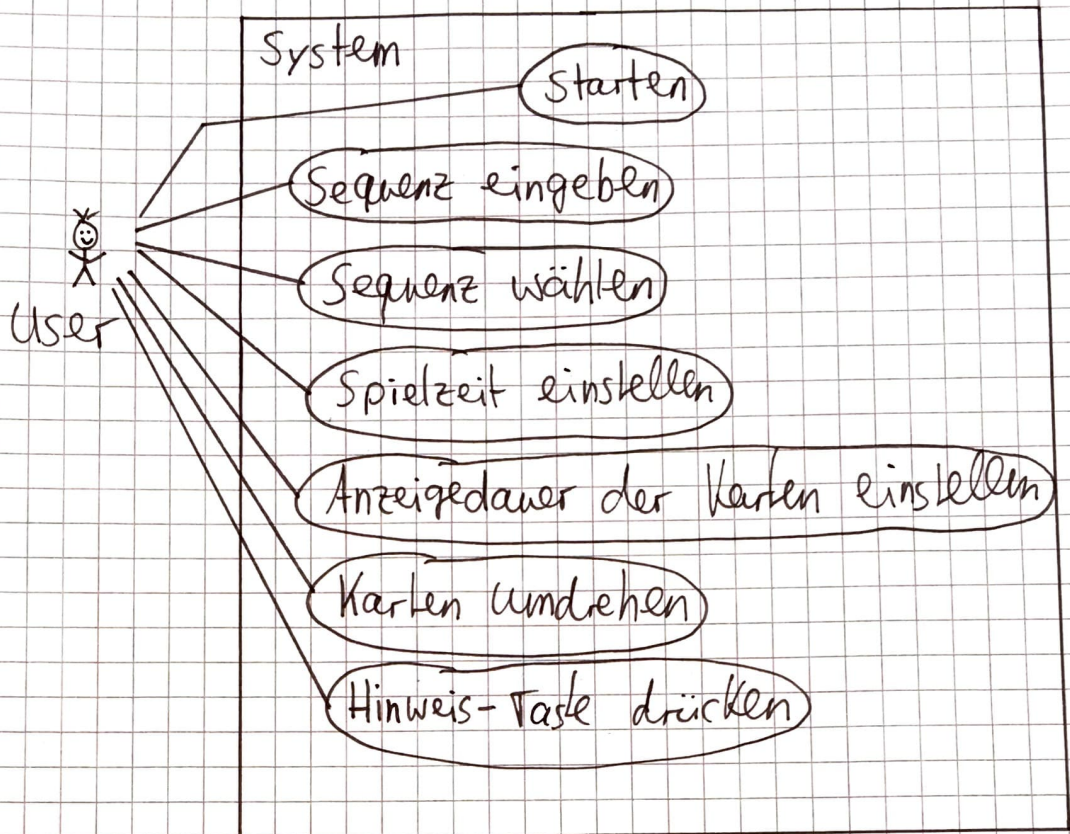 System
Starten
Sequenz eingeben
Sequenz wählen
User
Spielzeit einstellen
Anzeigedauer der Karten einstellen
Karten umdrehen
Hinweis-Taste drücken